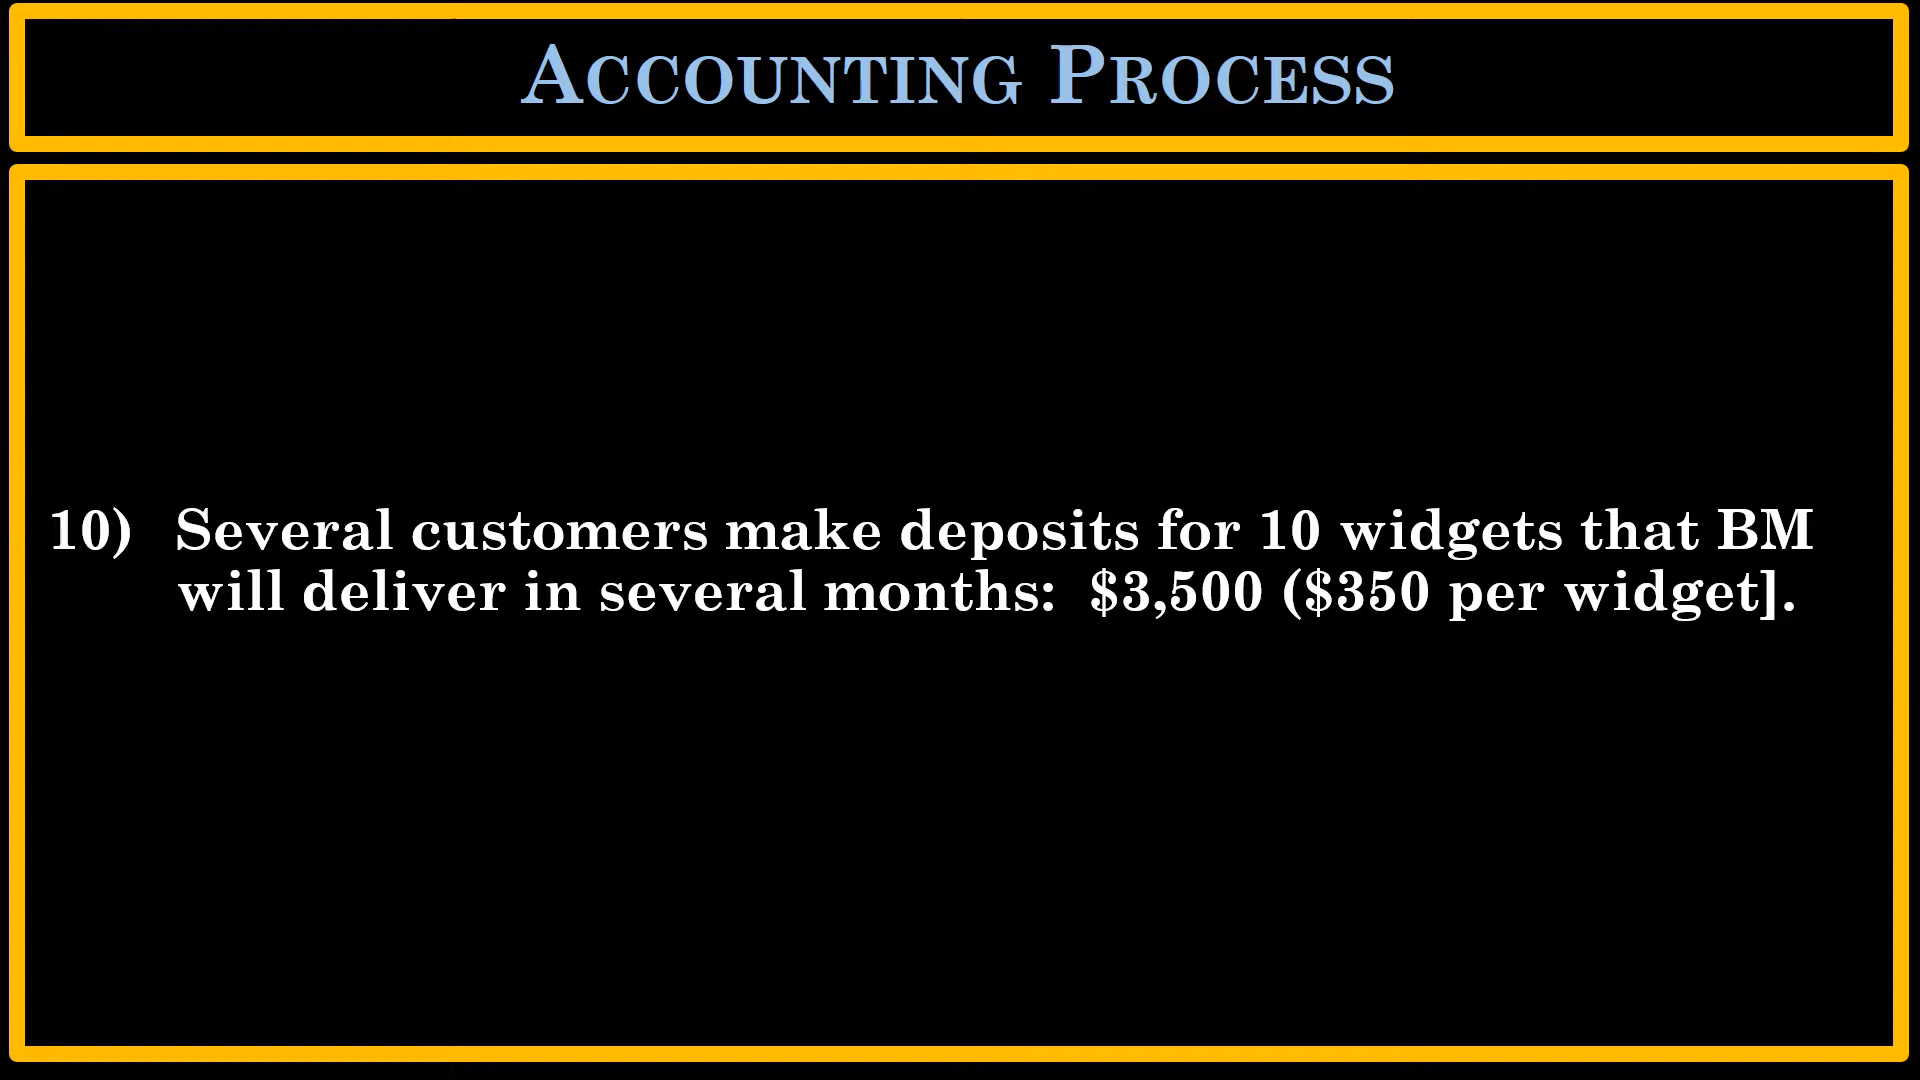 Accounting Process
10) Several customers make deposits for 10 widgets that BM
will deliver in several months: $3,500 ($350 per widget].